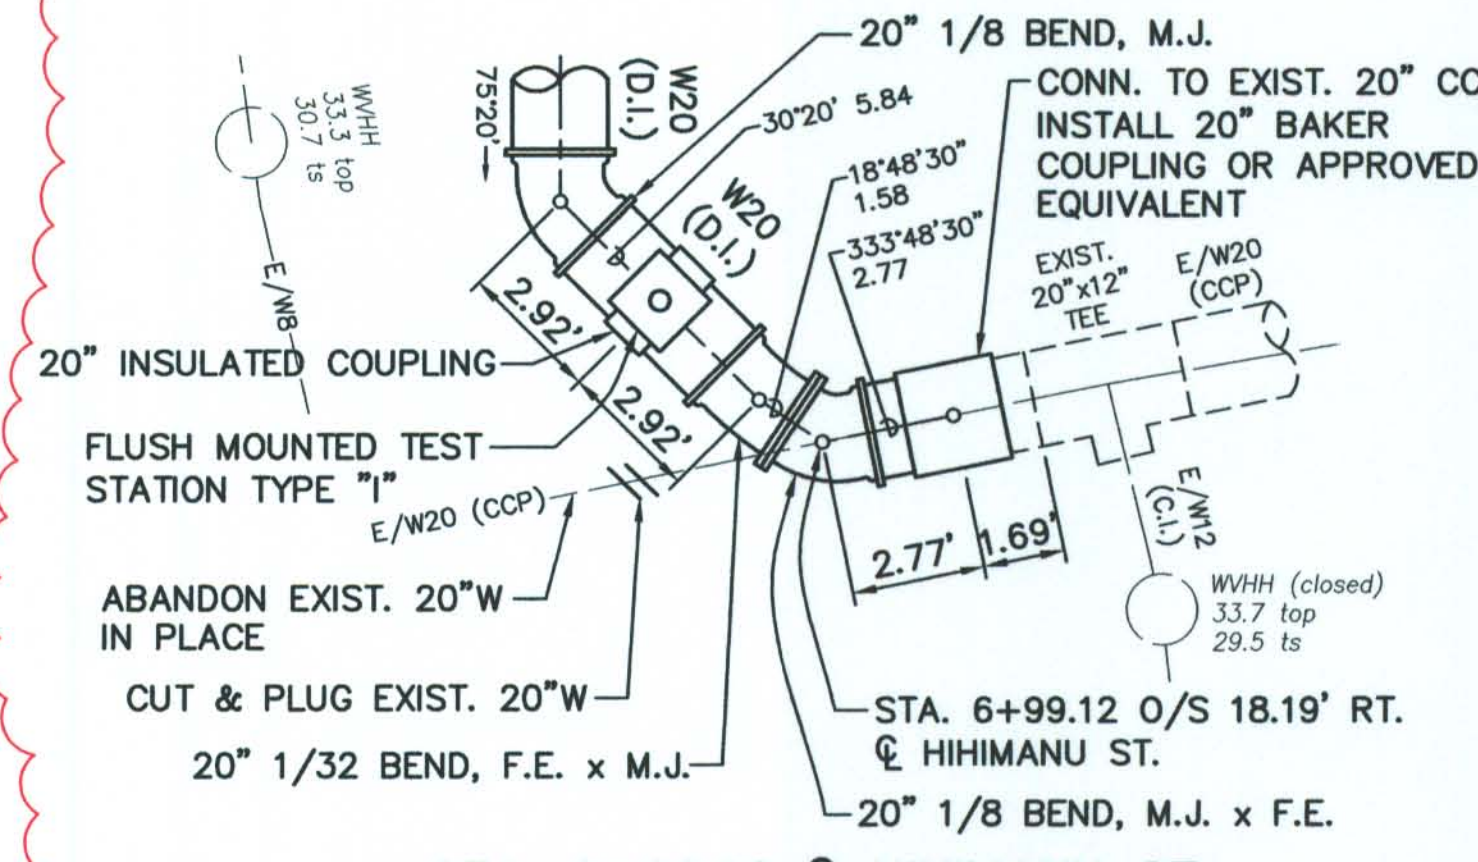 20" 1/8 BEND, M.J.
CONN. TO EXIST. 20"
INSTALL 20" BAKER
COUPLING OR APPROVED
EQUIVALENT
W20
(D.I.)
75°20'
WVHH
33.3 top
30.7 ts
30°20' 5.84
18°48'30"
1.58
333°48'30"
2.77
W20
(D.I.)
EXIST.
20"x12"
TEE
E/W20
(CCP)
E/W8
2.92'
2.92'
20" INSULATED COUPLING
FLUSH MOUNTED TEST
STATION TYPE "I"
E/W20 (CCP)
ABANDON EXIST. 20"W
IN PLACE
CUT & PLUG EXIST. 20"W
20" 1/32 BEND, F.E. x M.J.
2.77'
1.69'
E/W12
(C.I.)
WVHH (closed)
33.7 top
29.5 ts
STA. 6+99.12 O/S 18.19' RT.
℄ HIHIMANU ST.
20" 1/8 BEND, M.J. x F.E.